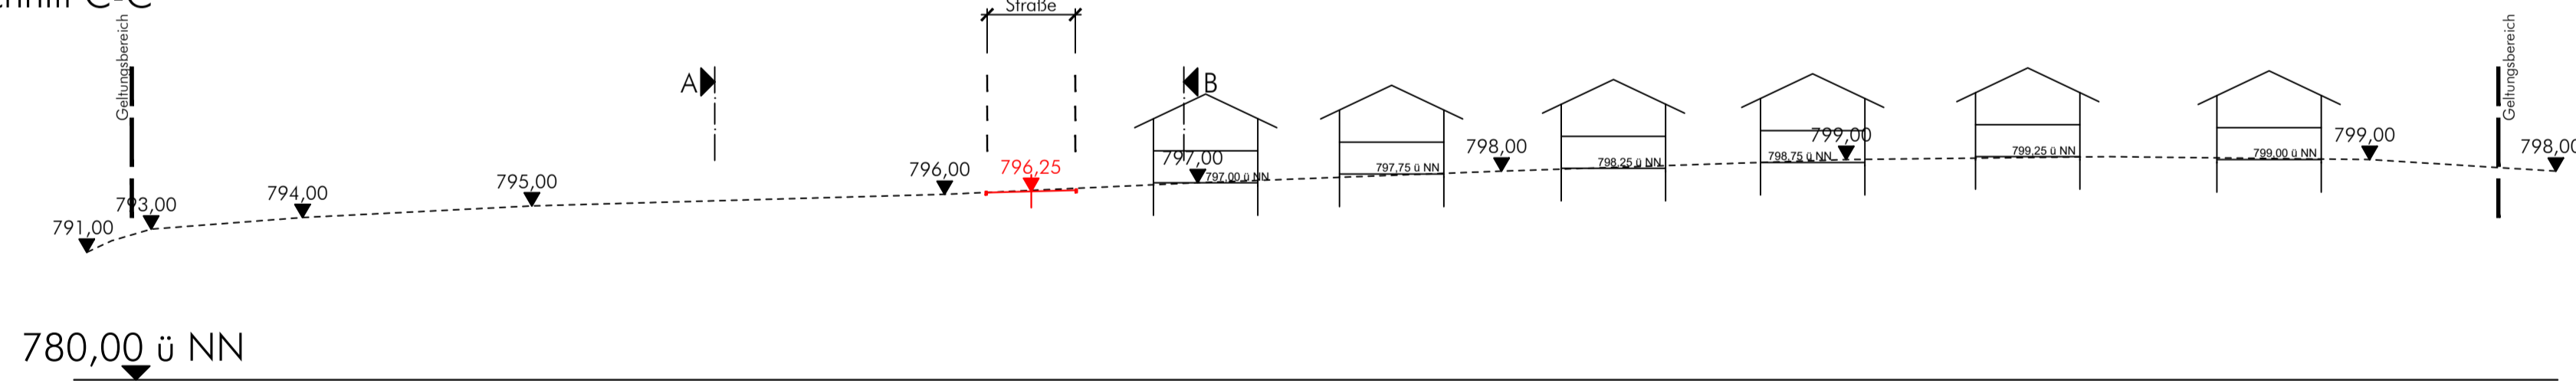 C-C
Straße
Geltungsbereich
Geltungsbereich
A
B
791,00
793,00
794,00
795,00
796,00
796,25
797,00
797,00 ü NN
797,75 ü NN
798,00
798,25 ü NN
798,75 ü NN
799,00
799,25 ü NN
799,00 ü NN
799,00
798,00
780,00 ü NN